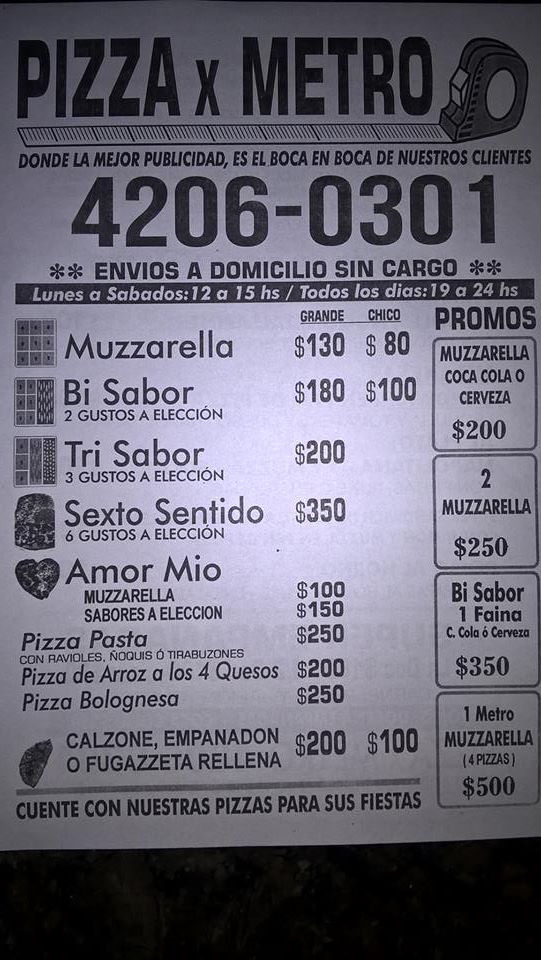 PIZZA x METRO
DONDE LA MEJOR PUBLICIDAD, ES EL BOCA EN BOCA DE NUESTROS CLIENTES
4206-0301
** ENVIOS A DOMICILIO SIN CARGO **
Lunes a Sabados:12 a 15 hs / Todos los dias:19 a 24 hs
GRANDE CHICO
Muzzarella $130 $ 80
Bi Sabor $180 $100
2 GUSTOS A ELECCIÓN
Tri Sabor $200
3 GUSTOS A ELECCIÓN
Sexto Sentido $350
6 GUSTOS A ELECCIÓN
Amor Mio
MUZZARELLA $100
SABORES A ELECCION $150
Pizza Pasta $250
CON RAVIOLES, ÑOQUIS Ó TIRABUZONES
Pizza de Arroz a los 4 Quesos $200
Pizza Bolognesa $250
CALZONE, EMPANADON $200 $100
O FUGAZZETA RELLENA
CUENTE CON NUESTRAS PIZZAS PARA SUS FIESTAS
PROMOS
MUZZARELLA
COCA COLA O
CERVEZA
$200
2
MUZZARELLA
$250
Bi Sabor
1 Faina
C. Cola ó Cerveza
$350
1 Metro
MUZZARELLA
(4 PIZZAS)
$500